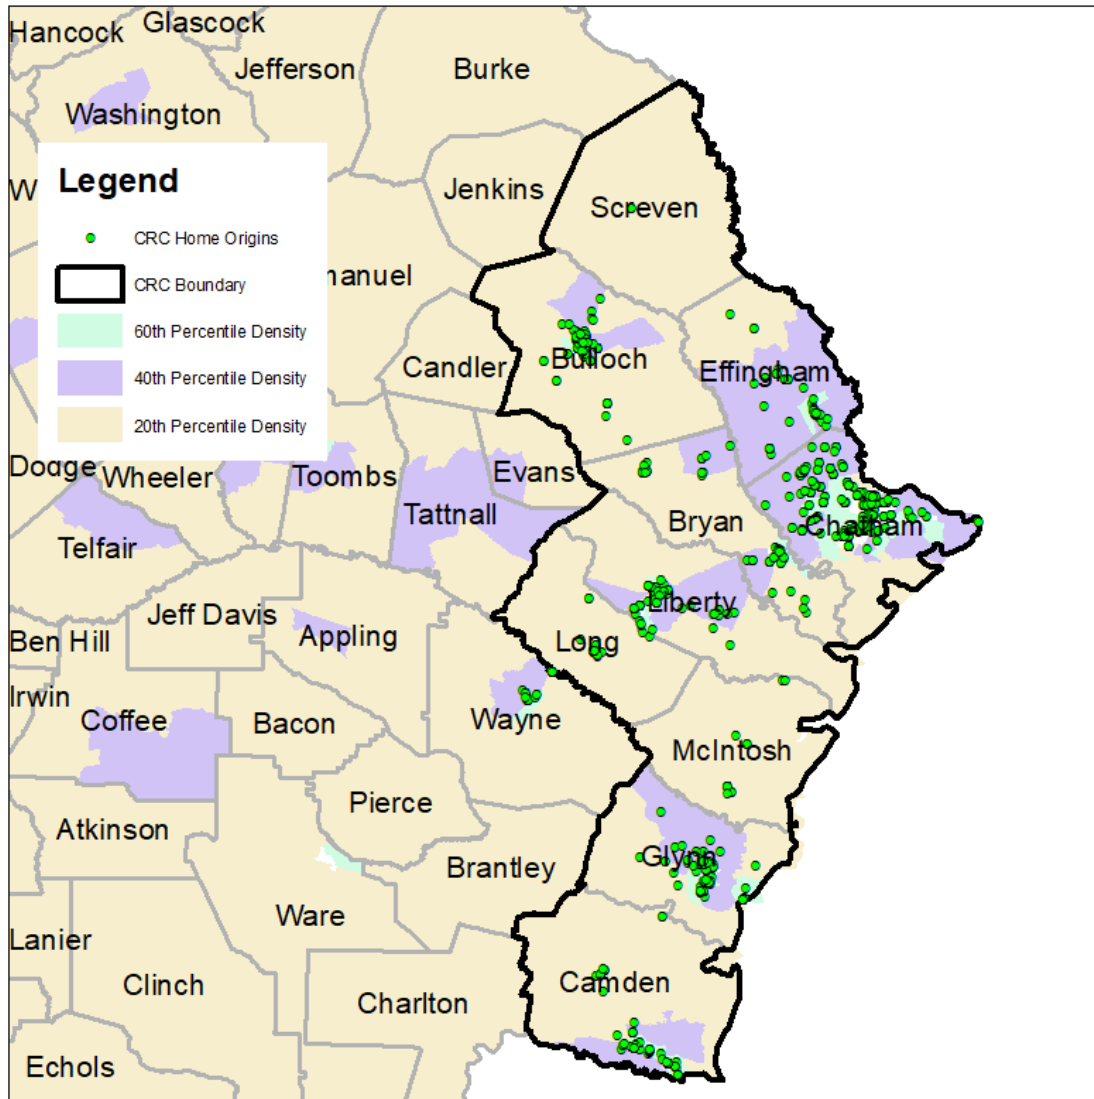 Hancock
Glascock
Jefferson
Burke
Washington
Jenkins
W
Legend
CRC Home Origins
CRC Boundary
60th Percentile Density
40th Percentile Density
20th Percentile Density
Screven
manuel
Candler
Bulloch
Effingham
Dodge
Wheeler
Toombs
Evans
Tattnall
Bryan
Chatham
Telfair
Jeff Davis
Liberty
Ben Hill
Appling
Long
Irwin
Coffee
Bacon
Wayne
McIntosh
Pierce
Atkinson
Brantley
Glynn
Ware
Lanier
Clinch
Charlton
Camden
Echols